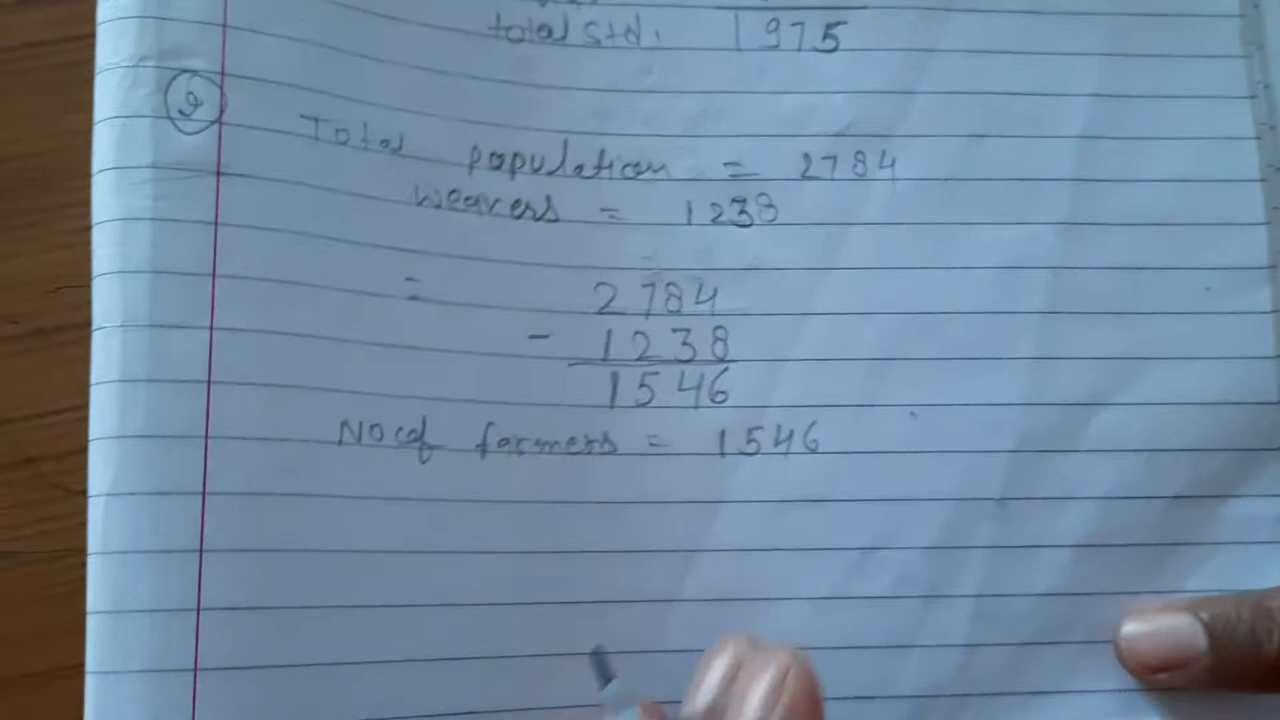 total std. 1975
2
Total population = 2784
weavers = 1238
= 2784
- 1238
1546
No of farmers = 1546